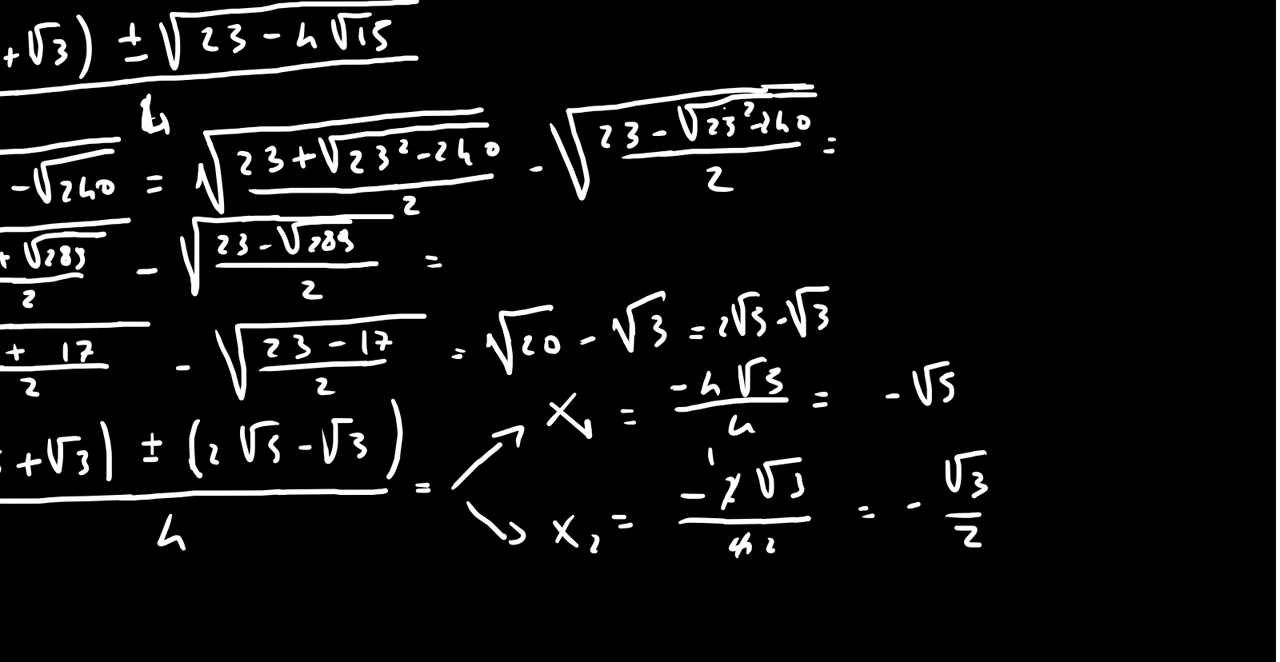 +√3) ± √(23 - 4√15)
4
-√240 = √((23 + √(23² - 240))/2) - √((23 - √(23² - 240))/2) =
+ √289)/2 - √((23 - √289)/2) =
+ 17)/2 - √((23 - 17)/2) = √20 - √3 = 2√5 - √3
+√3) ± (2√5 - √3)
4
=
x₁ = (-4√5)/4 = -√5
x₂ = (-2√3)/4 = -√3/2
1
2